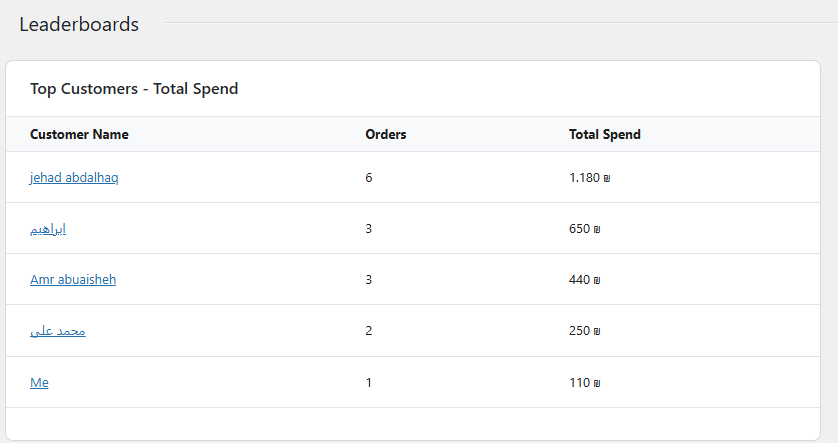 Leaderboards
Top Customers - Total Spend
Customer Name Orders Total Spend
jehad abdalhaq 6 1.180 ₪
ابراهيم 3 650 ₪
Amr abuaisheh 3 440 ₪
محمد علي 2 250 ₪
Me 1 110 ₪